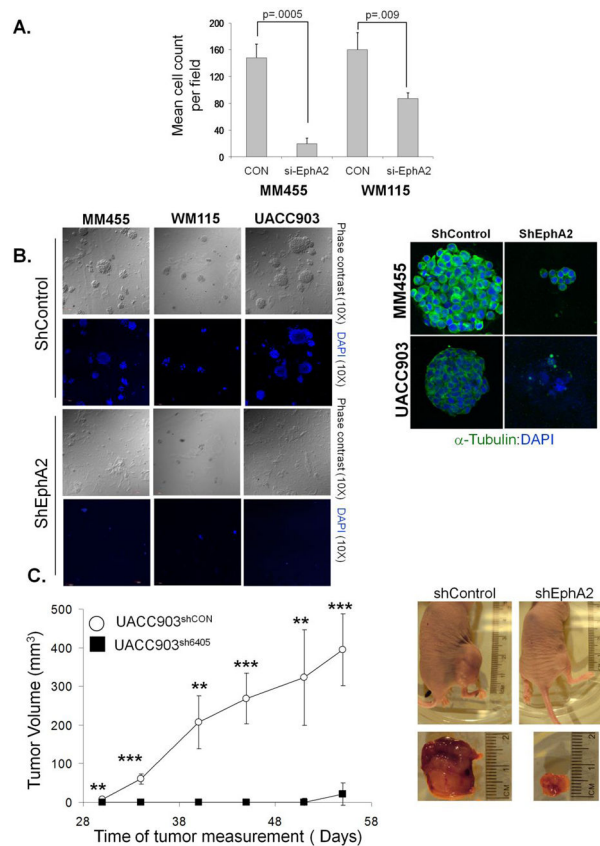 A.
p=.0005
p=.009
Mean cell count
per field
200
160
120
80
40
0
CON
si-EphA2
CON
si-EphA2
MM455
WM115
B.
MM455
WM115
UACC903
ShControl
ShEphA2
Phase contrast (10X)
DAPI (10X)
Phase contrast (10X)
DAPI (10X)
ShControl
ShEphA2
MM455
UACC903
α-Tubulin:DAPI
C.
Tumor Volume (mm3)
500
400
300
200
100
0
UACC903shCON
UACC903sh6405
**
***
**
***
**
***
28
38
48
58
Time of tumor measurement ( Days)
shControl
shEphA2